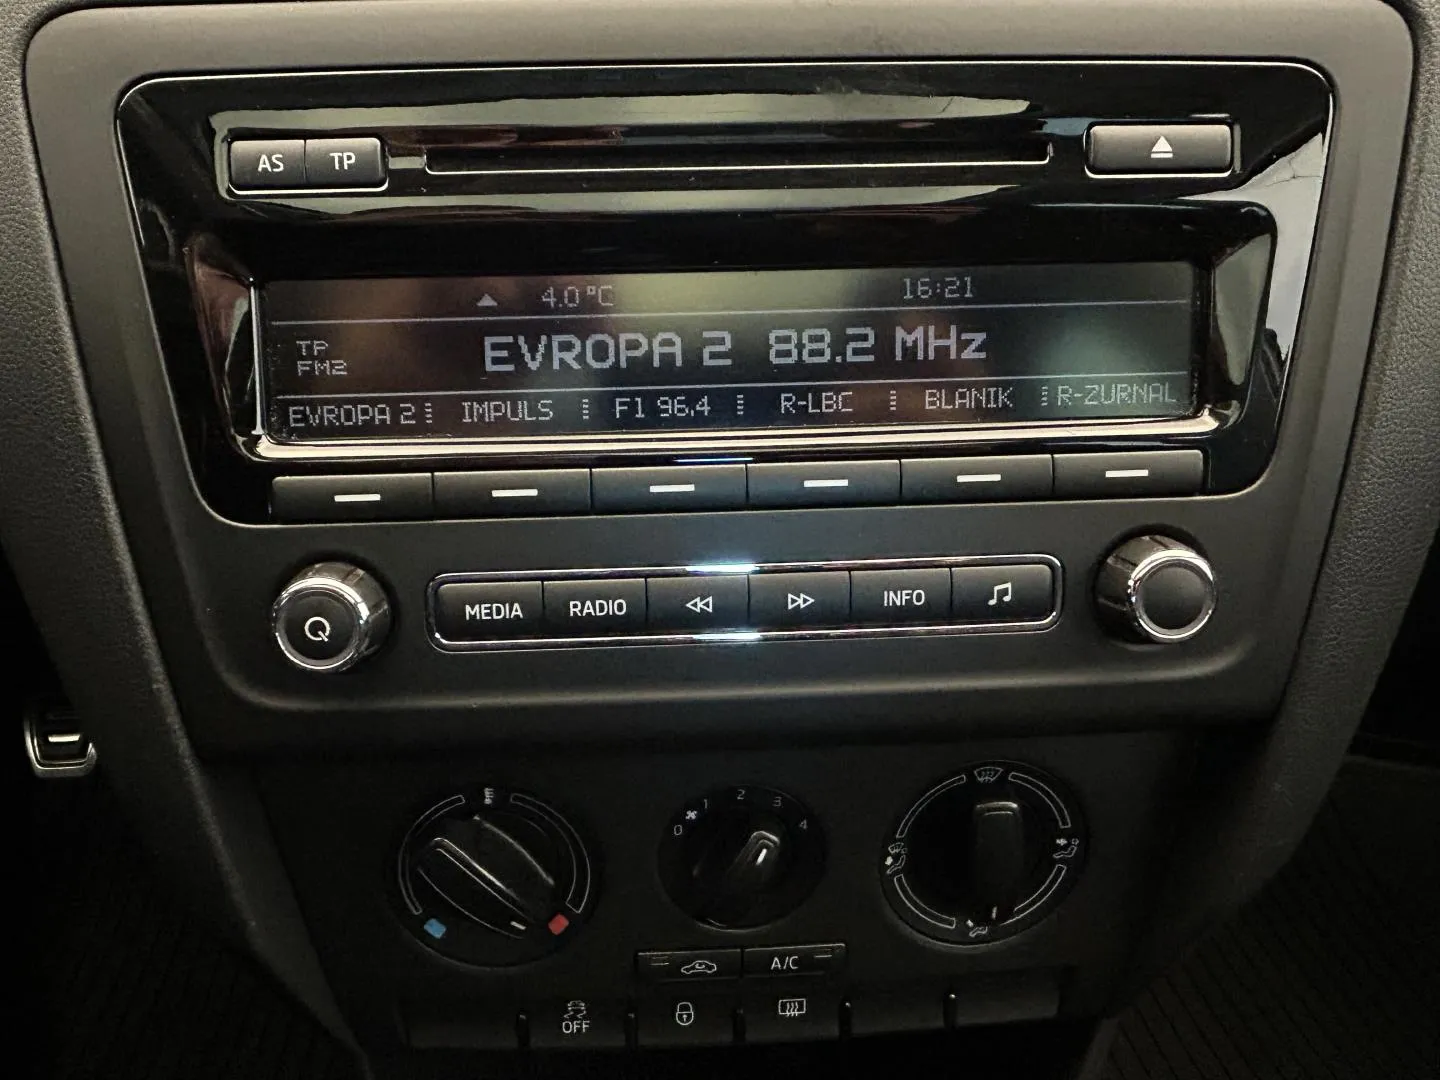 AS TP
4.0 °C 16:21
TP
FM2
EVROPA 2 88.2 MHz
EVROPA 2 IMPULS F1 96.4 R-LBC BLANIK R-ZURNAL
MEDIA RADIO INFO
0 1 2 3 4
A/C
OFF